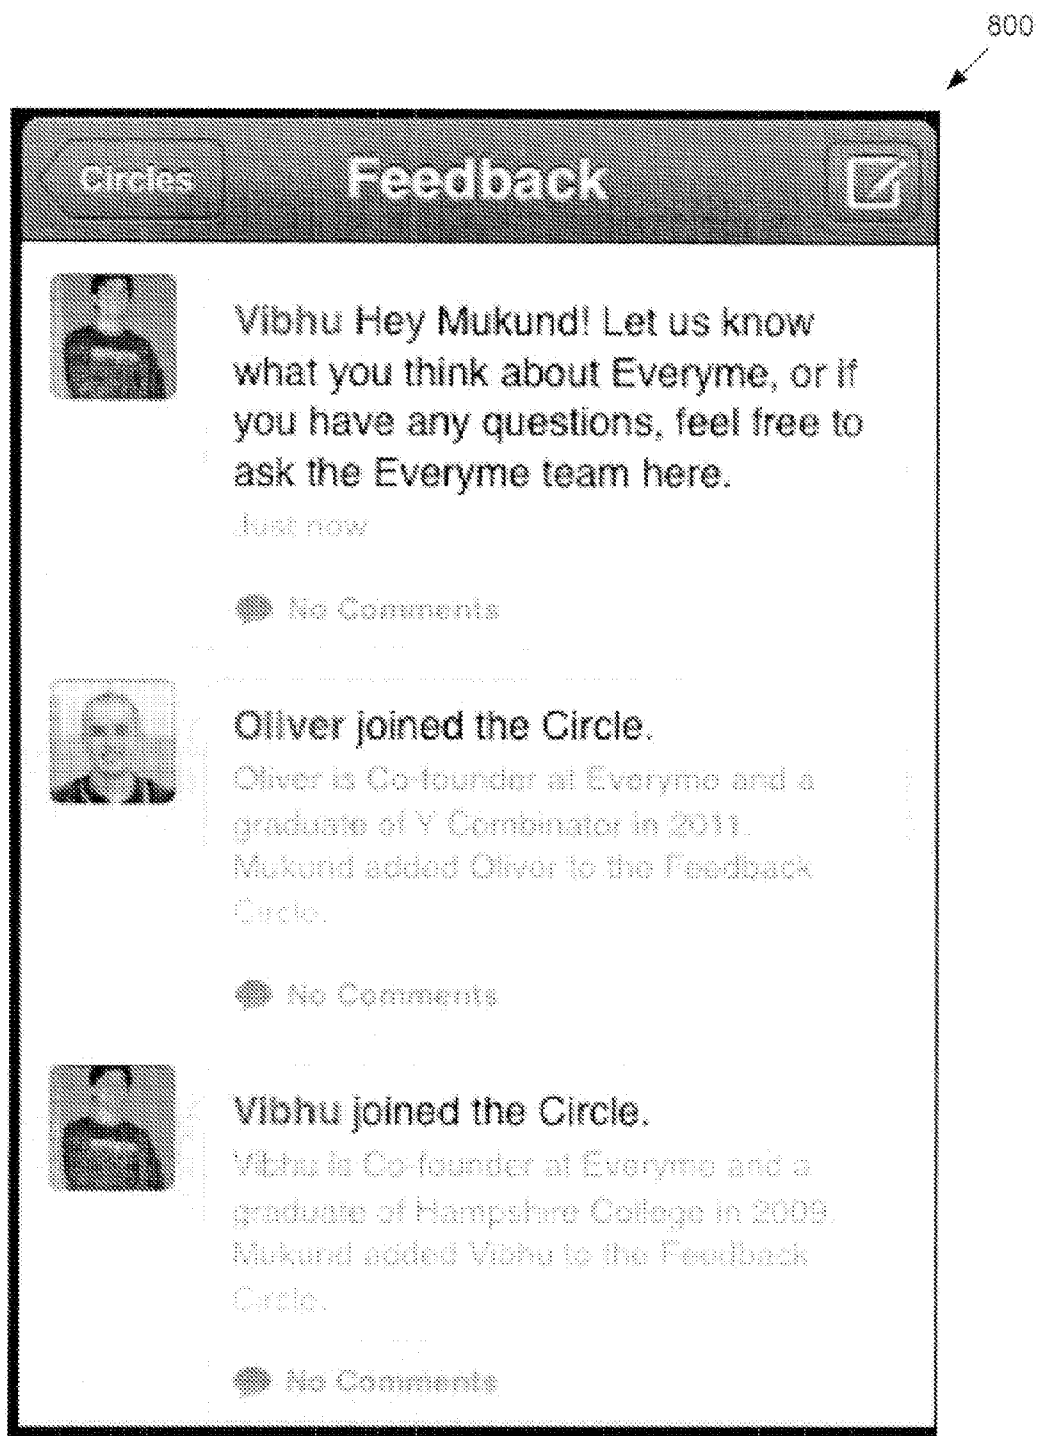 800
Circles
Feedback
Vibhu Hey Mukund! Let us know
what you think about Everyme, or if
you have any questions, feel free to
ask the Everyme team here.
Just now
No Comments
Oliver joined the Circle.
Oliver is Co-founder at Everyme and a
graduate of Y Combinator in 2011.
Mukund added Oliver to the Feedback
Circle.
No Comments
Vibhu joined the Circle.
Vibhu is Co-founder at Everyme and a
graduate of Hampshire College in 2009.
Mukund added Vibhu to the Feedback
Circle.
No Comments